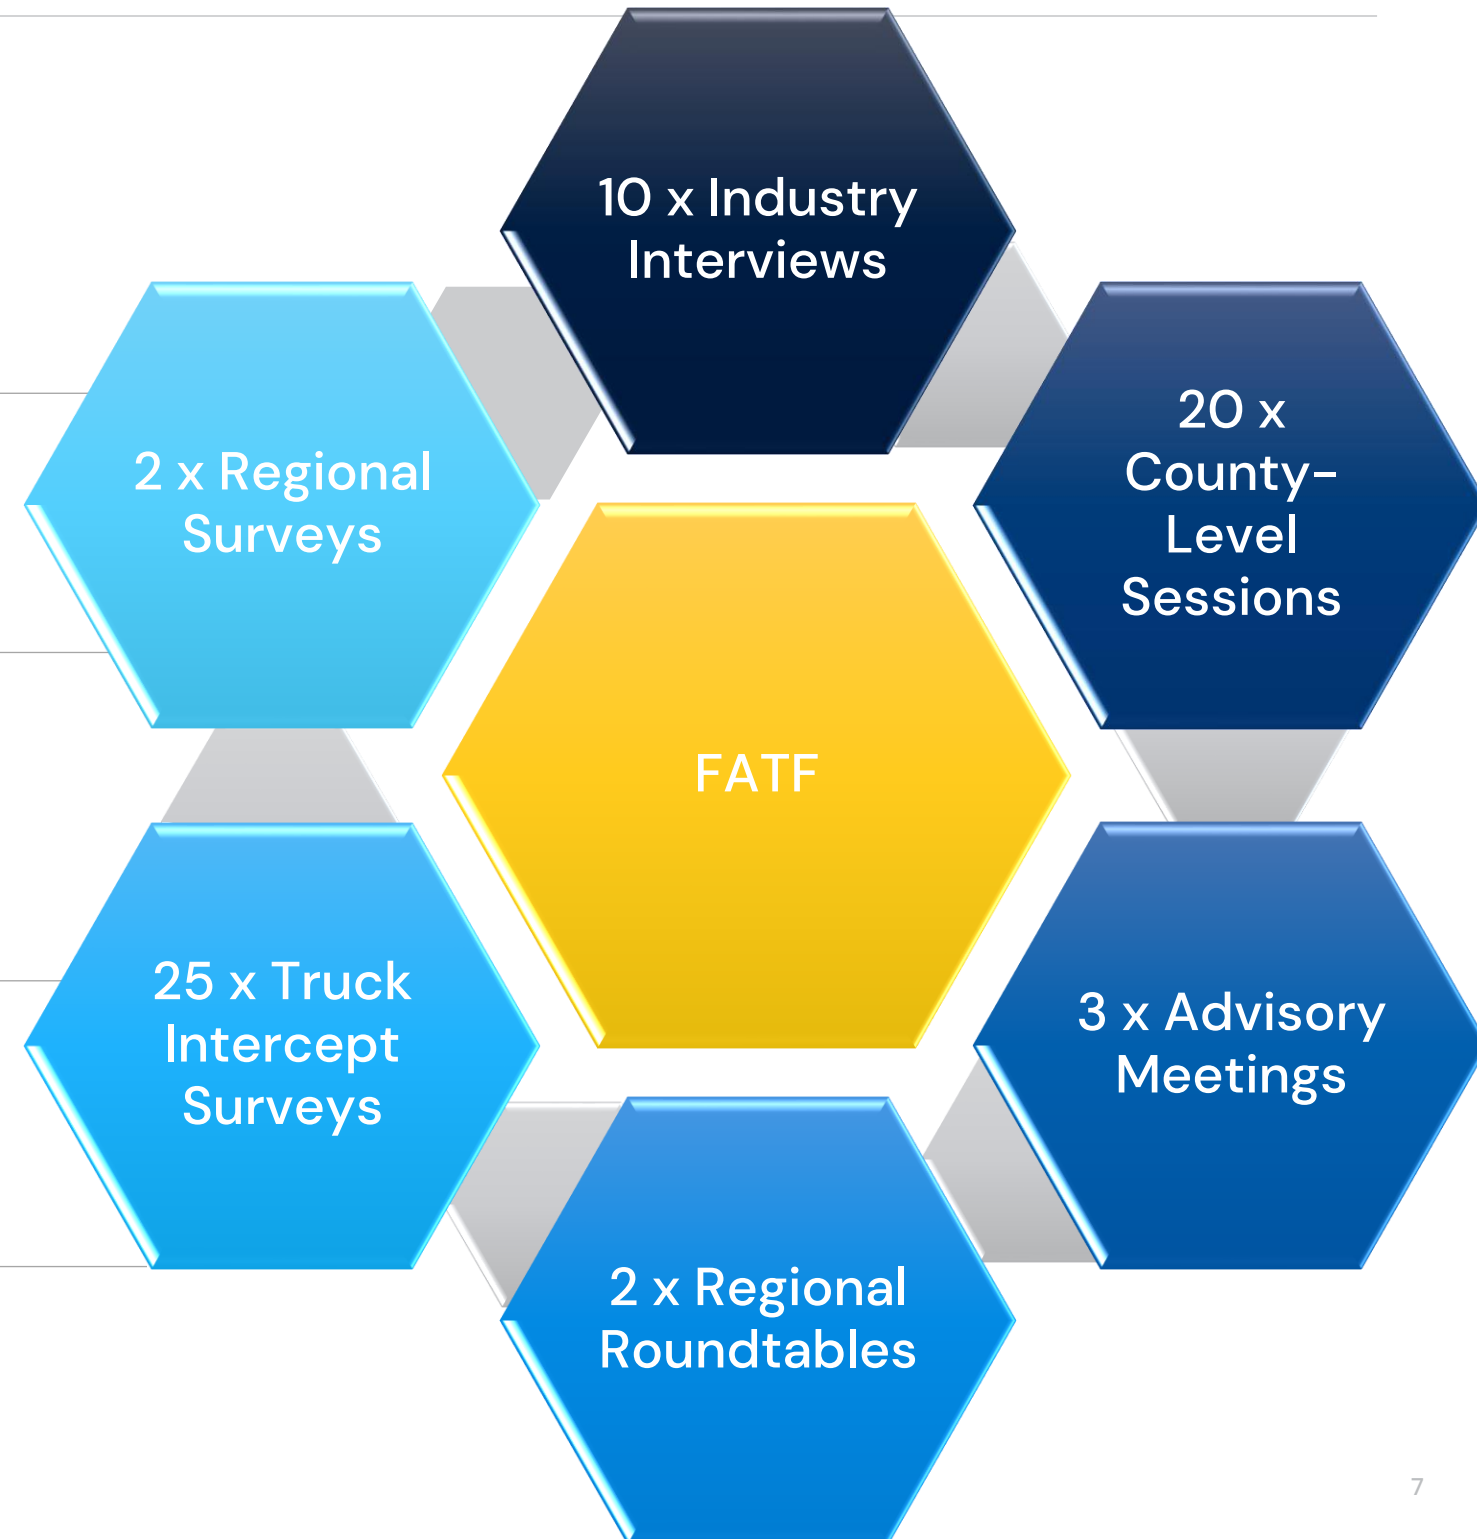 10 x Industry
Interviews
20 x
County-
Level
Sessions
2 x Regional
Surveys
FATF
25 x Truck
Intercept
Surveys
3 x Advisory
Meetings
2 x Regional
Roundtables
7